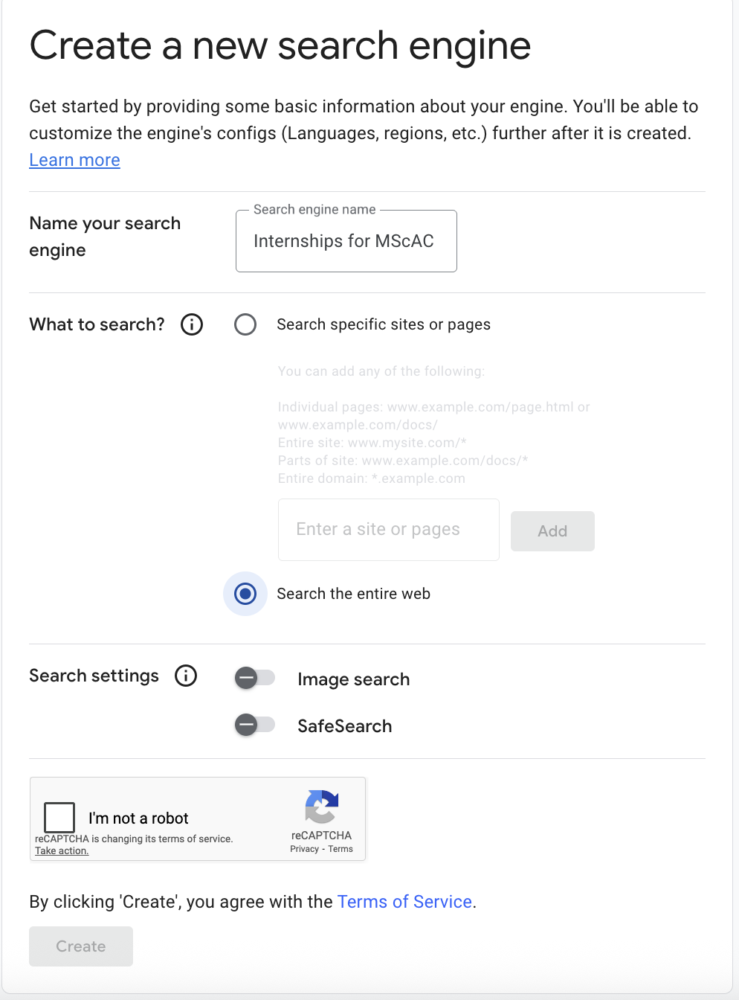 Create a new search engine
Get started by providing some basic information about your engine. You'll be able to
customize the engine's configs (Languages, regions, etc.) further after it is created.
Learn more
Name your search
engine
Search engine name
Internships for MScAC
What to search?
Search specific sites or pages
You can add any of the following:
Individual pages: www.example.com/page.html or
www.example.com/docs/
Entire site: www.mysite.com/*
Parts of site: www.example.com/docs/*
Entire domain: *.example.com
Enter a site or pages
Add
Search the entire web
Search settings
Image search
SafeSearch
I'm not a robot
reCAPTCHA is changing its terms of service.
Take action.
reCAPTCHA
Privacy - Terms
By clicking 'Create', you agree with the Terms of Service.
Create